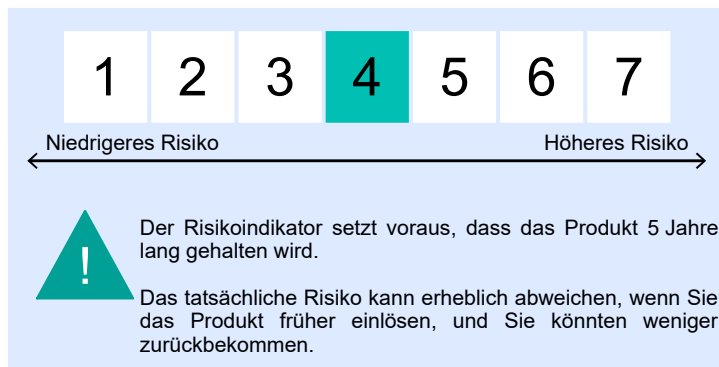 1 2 3 4 5 6 7
Niedrigeres Risiko Höheres Risiko
!
Der Risikoindikator setzt voraus, dass das Produkt 5 Jahre
lang gehalten wird.
Das tatsächliche Risiko kann erheblich abweichen, wenn Sie
das Produkt früher einlösen, und Sie könnten weniger
zurückbekommen.